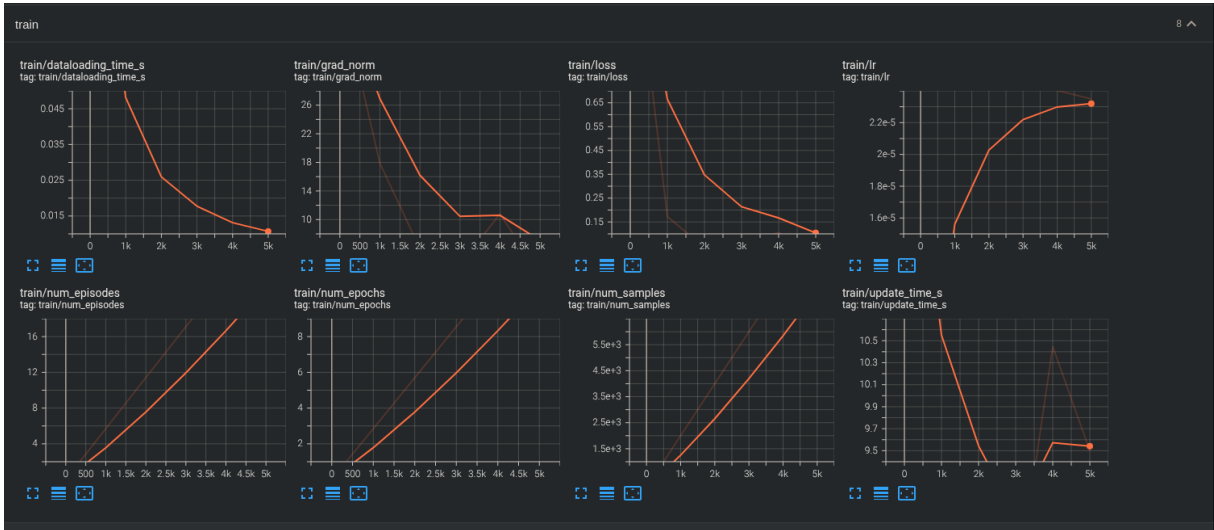 train
8
train/dataloading_time_s
tag: train/dataloading_time_s
0.045
0.035
0.025
0.015
0 1k 2k 3k 4k 5k
train/grad_norm
tag: train/grad_norm
26
22
18
14
10
0 500 1k 1.5k 2k 2.5k 3k 3.5k 4k 4.5k 5k
train/loss
tag: train/loss
0.65
0.55
0.45
0.35
0.25
0.15
0 1k 2k 3k 4k 5k
train/lr
tag: train/lr
2.2e-5
2e-5
1.8e-5
1.6e-5
0 1k 2k 3k 4k 5k
train/num_episodes
tag: train/num_episodes
16
12
8
4
0 500 1k 1.5k 2k 2.5k 3k 3.5k 4k 4.5k 5k
train/num_epochs
tag: train/num_epochs
8
6
4
2
0 500 1k 1.5k 2k 2.5k 3k 3.5k 4k 4.5k 5k
train/num_samples
tag: train/num_samples
5.5e+3
4.5e+3
3.5e+3
2.5e+3
1.5e+3
0 1k 2k 3k 4k 5k
train/update_time_s
tag: train/update_time_s
10.5
10.3
10.1
9.9
9.7
9.5
0 1k 2k 3k 4k 5k